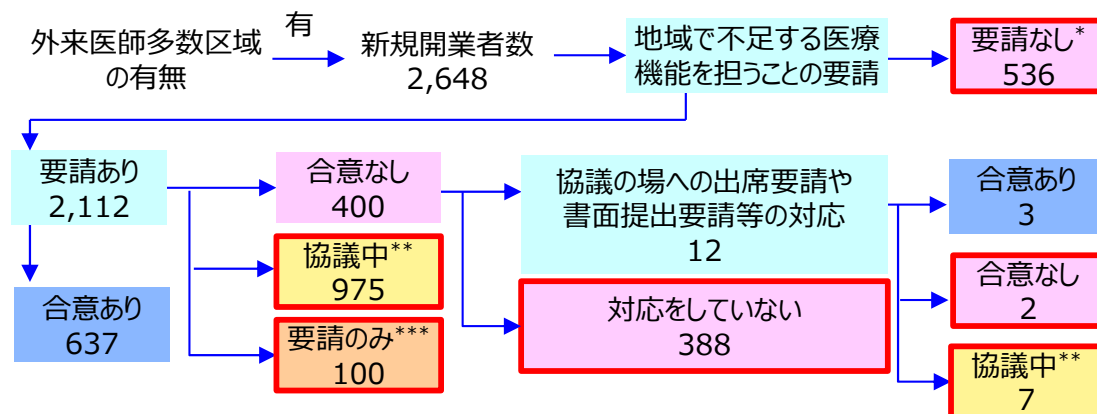 外来医師多数区域
の有無
有
新規開業者数
2,648
地域で不足する医療
機能を担うことの要請
要請なし*
536
要請あり
2,112
合意なし
400
協議の場への出席要請や
書面提出要請等の対応
12
合意あり
3
協議中**
975
合意なし
2
合意あり
637
対応をしていない
388
要請のみ***
100
協議中**
7